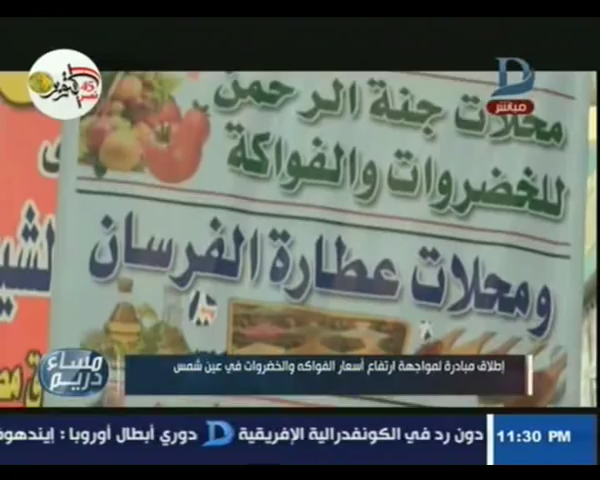 مباشر
محلات جنة الرحمن
للخضروات والفواكة
ومحلات عطارة الفرسان
مساء
دريم
إطلاق مبادرة لمواجهة ارتفاع أسعار الفواكه والخضروات في عين شمس
11:30 PM
دون رد في الكونفدرالية الإفريقية
دوري أبطال أوروبا : إيندهو